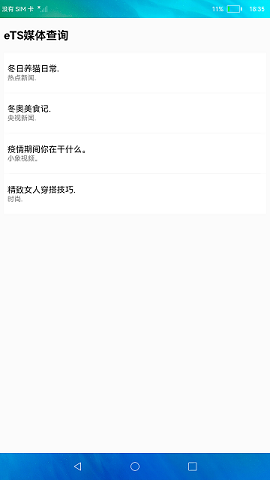 没有 SIM 卡
11%
18:35
eTS媒体查询
冬日养猫日常.
热点新闻.
冬奥美食记.
央视新闻.
疫情期间你在干什么。
小象视频。
精致女人穿搭技巧.
时尚.